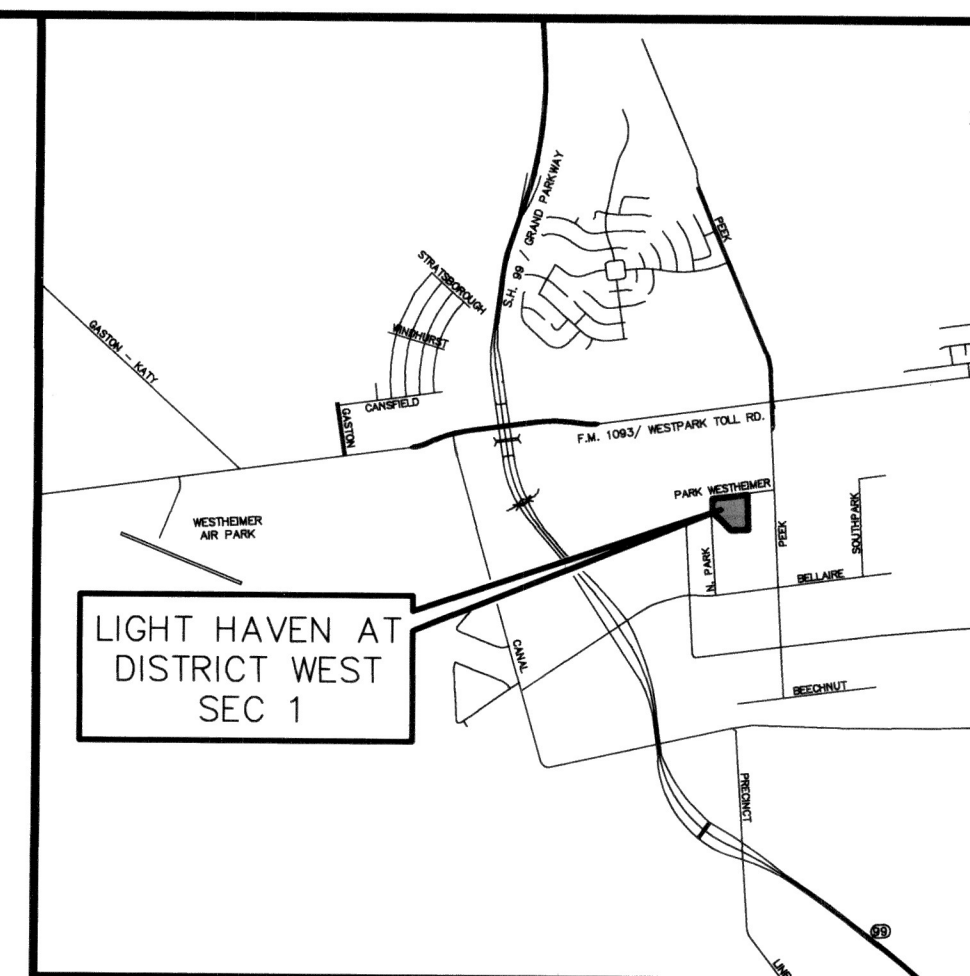 S.H. 99 / GRAND PARKWAY
PEEK
STRATSBOROUGH
WINDHURST
GASTON - KATY
GASTON
CANSFIELD
F.M. 1093/ WESTPARK TOLL RD.
PARK WESTHEIMER
WESTHEIMER
AIR PARK
N. PARK
PEEK
SOUTHPARK
BELLAIRE
LIGHT HAVEN AT
DISTRICT WEST
SEC 1
CANAL
BEECHNUT
PRECINCT
99